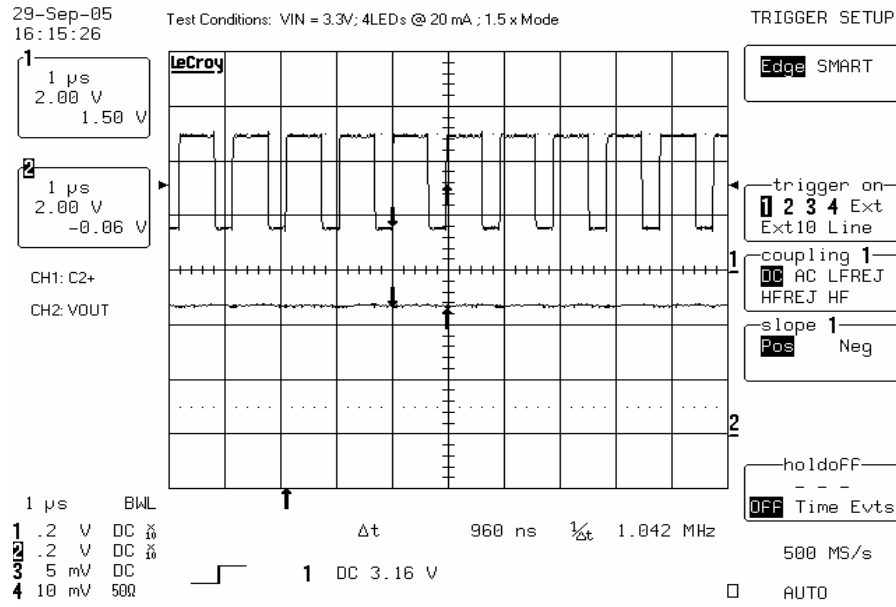 29-Sep-05
16:15:26
Test Conditions: VIN = 3.3V; 4LEDs @ 20 mA ; 1.5 x Mode
TRIGGER SETUP
LeCroy
1
1 µs
2.00 V
1.50 V
2
1 µs
2.00 V
-0.06 V
CH1: C2+
CH2: VOUT
1
2
Edge SMART
trigger on
1 2 3 4 Ext
Ext10 Line
coupling 1
DC AC LFREJ
HFREJ HF
slope 1
Pos Neg
holdoff
- - -
Off Time Evts
1 µs BWL
1 .2 V DC X10
2 .2 V DC X10
3 5 mV DC
4 10 mV 50Ω
Δt 960 ns 1/Δt 1.042 MHz
1 DC 3.16 V
500 MS/s
AUTO